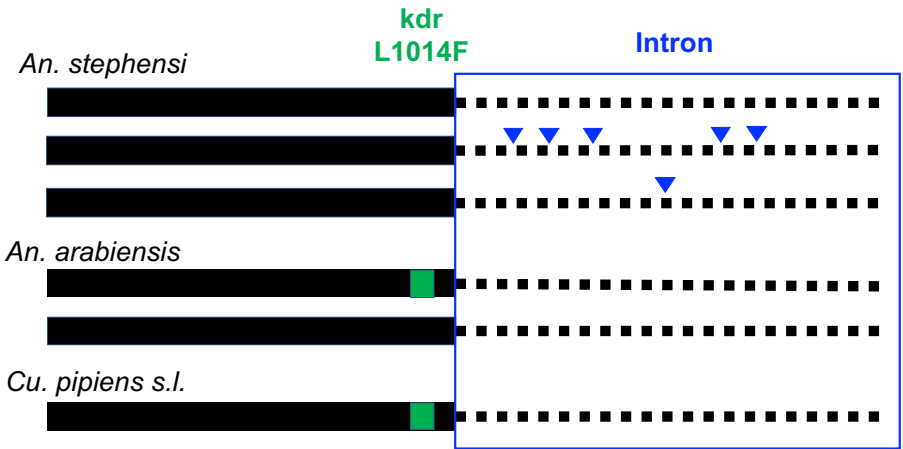 kdr
L1014F
Intron
An. stephensi
An. arabiensis
Cu. pipiens s.l.